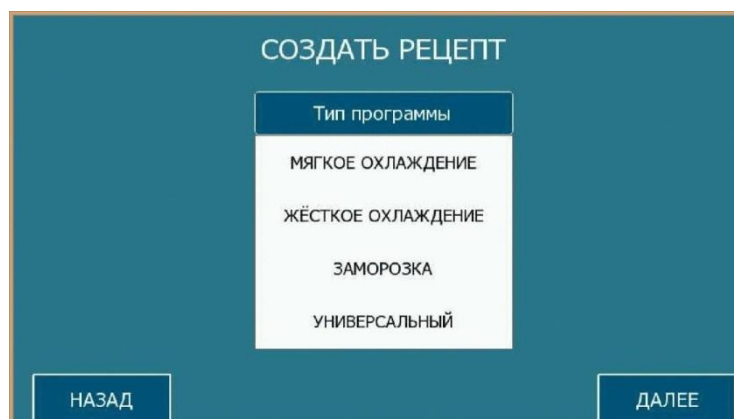 СОЗДАТЬ РЕЦЕПТ
Тип программы
МЯГКОЕ ОХЛАЖДЕНИЕ
ЖЁСТКОЕ ОХЛАЖДЕНИЕ
ЗАМОРОЗКА
УНИВЕРСАЛЬНЫЙ
НАЗАД
ДАЛЕЕ